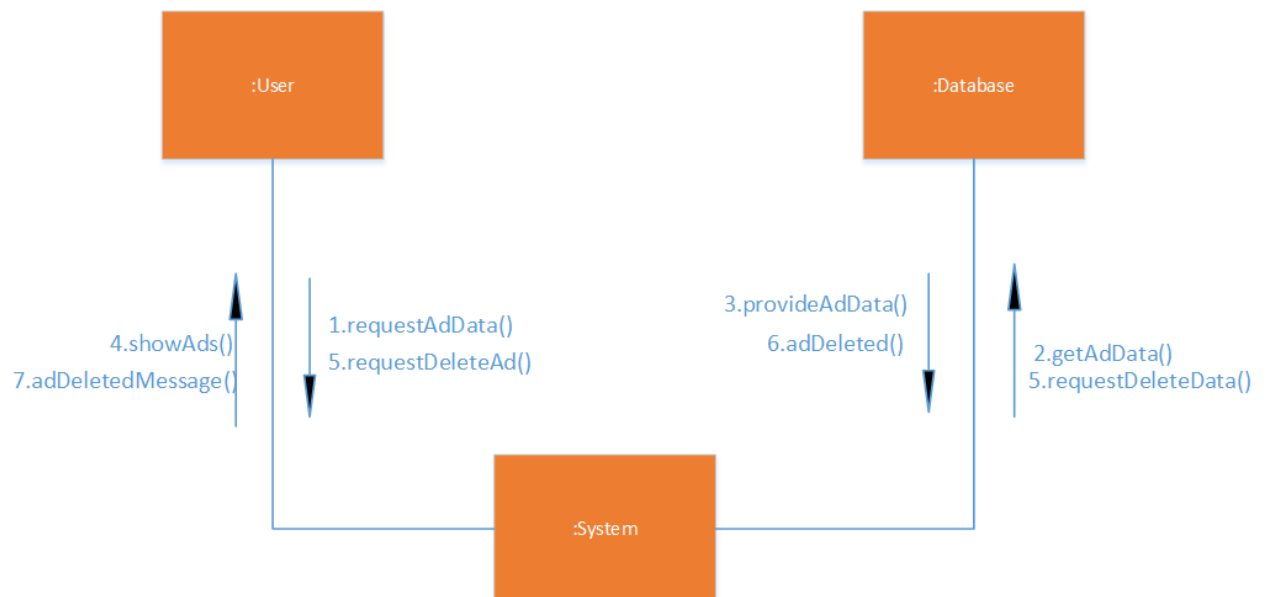 :User
:Database
4.showAds()
7.adDeletedMessage()
1.requestAdData()
5.requestDeleteAd()
3.provideAdData()
6.adDeleted()
2.getAdData()
5.requestDeleteData()
:System